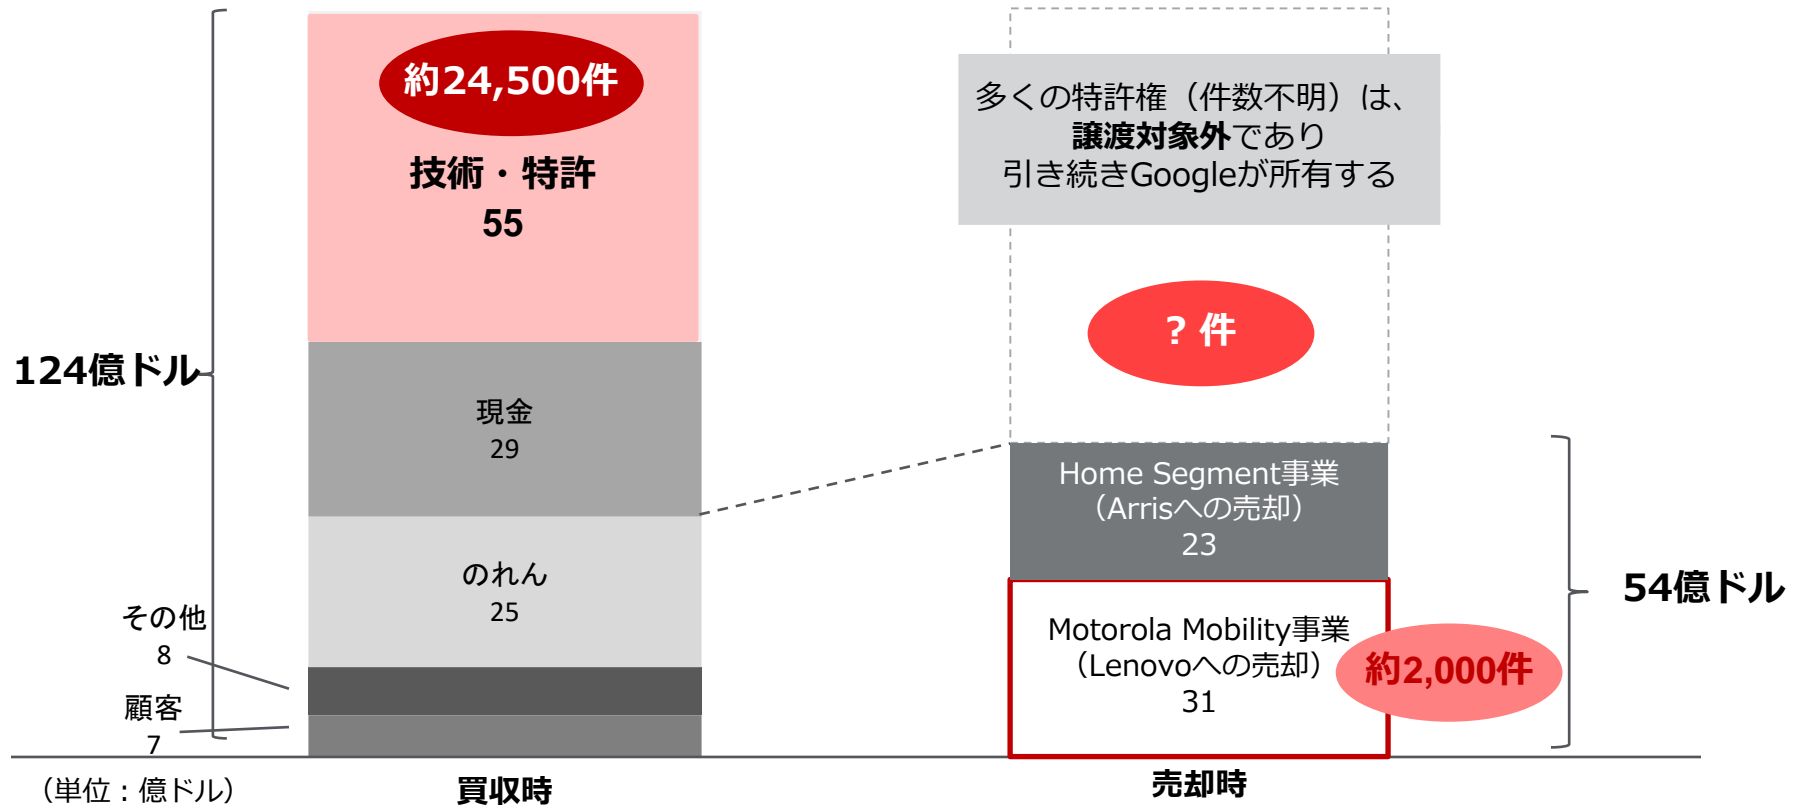 約24,500件
技術・特許
55
124億ドル
現金
29
のれん
25
その他
8
顧客
7
（単位：億ドル）
買収時
多くの特許権（件数不明）は、
譲渡対象外であり
引き続きGoogleが所有する
? 件
Home Segment事業
（Arrisへの売却）
23
Motorola Mobility事業
（Lenovoへの売却）
31
約2,000件
54億ドル
売却時